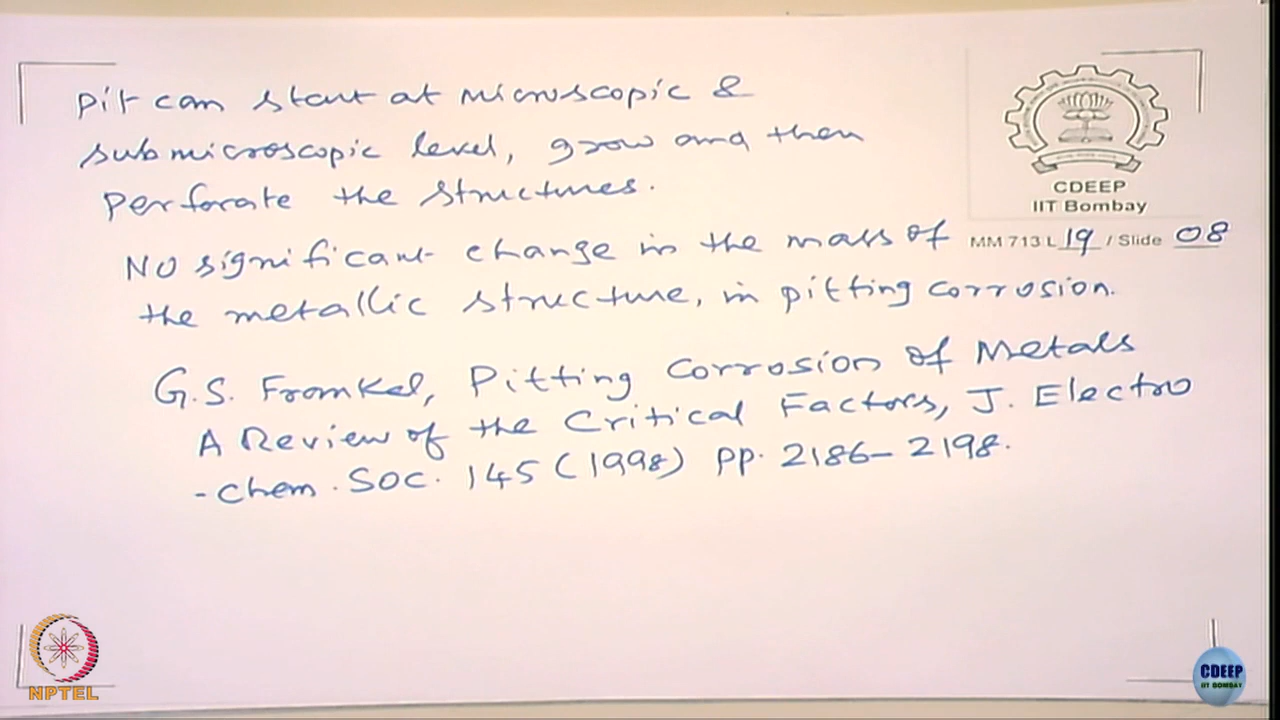 Pit can start at microscopic &
submicroscopic level, grow and then
perforate the structures.
CDEEP
IIT Bombay
MM 713 L 19 / Slide 08
No significant change in the mass of
the metallic structure, in pitting corrosion.
G.S. Frankel, Pitting Corrosion of Metals
A Review of the Critical Factors, J. Electro
-chem. Soc. 145 (1998) pp. 2186-2198.
NPTEL
CDEEP
IIT BOMBAY